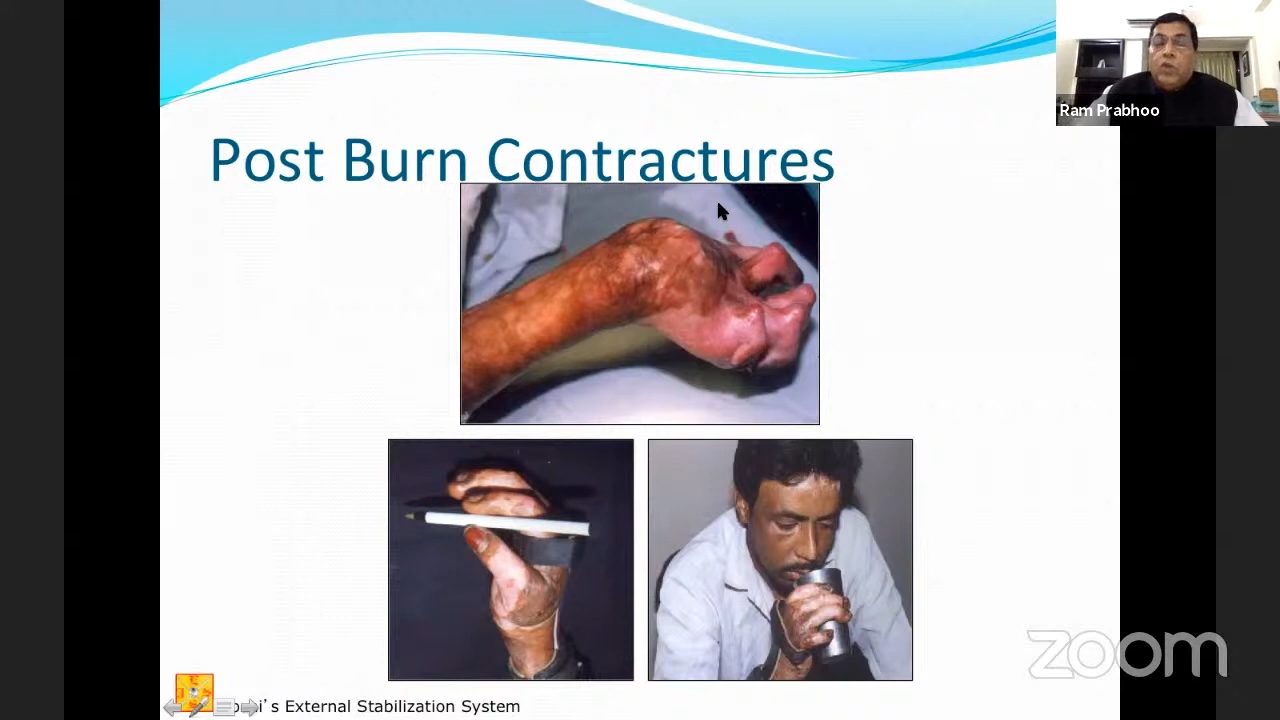 Ram Prabhoo
Post Burn Contractures
zoom
's External Stabilization System